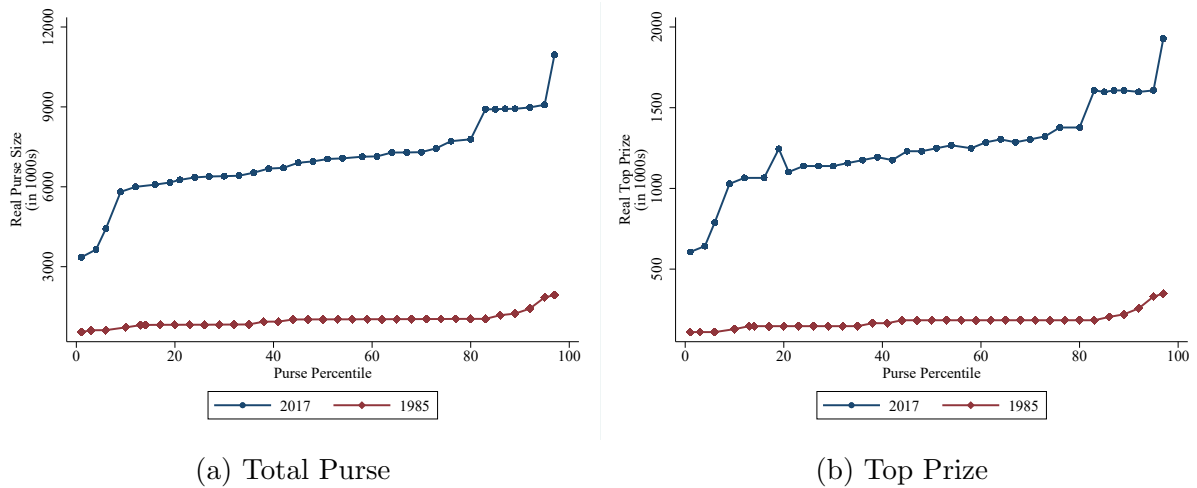 12000
9000
6000
3000
Real Purse Size
(in 1000s)
0 20 40 60 80 100
Purse Percentile
2017 1985
(a) Total Purse
2000
1500
1000
500
Real Top Prize
(in 1000s)
0 20 40 60 80 100
Purse Percentile
2017 1985
(b) Top Prize